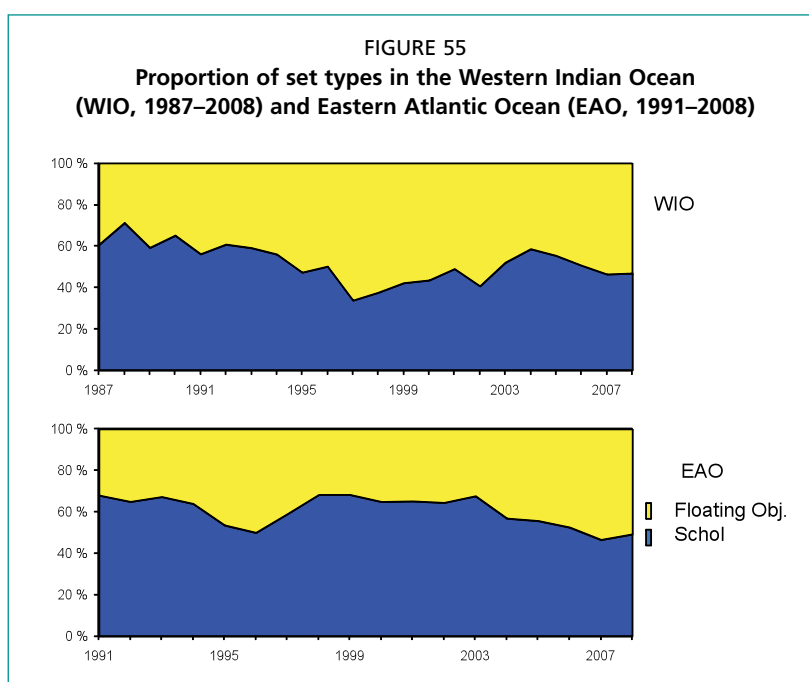 FIGURE 55
Proportion of set types in the Western Indian Ocean
(WIO, 1987–2008) and Eastern Atlantic Ocean (EAO, 1991–2008)
100 %
80 %
60 %
40 %
20 %
0 %
1987 1991 1995 1999 2003 2007
WIO
100 %
80 %
60 %
40 %
20 %
0 %
1991 1995 1999 2003 2007
EAO
Floating Obj.
Schol